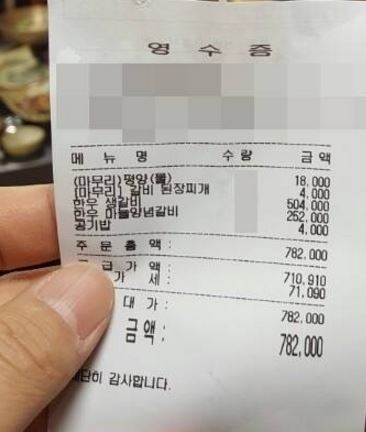 영 수 증
메 뉴 명 수 량 금 액
(마무리)평양(물) 18,000
(마무리) 갈비 된장찌개 4,000
한우 생갈비 504,000
한우 마늘양념갈비 252,000
공기밥 4,000
주 문 총 액 : 782,000
급 가 액 : 710,910
가 세 : 71,090
대 가 : 782,000
금 액 : 782,000
감사합니다.